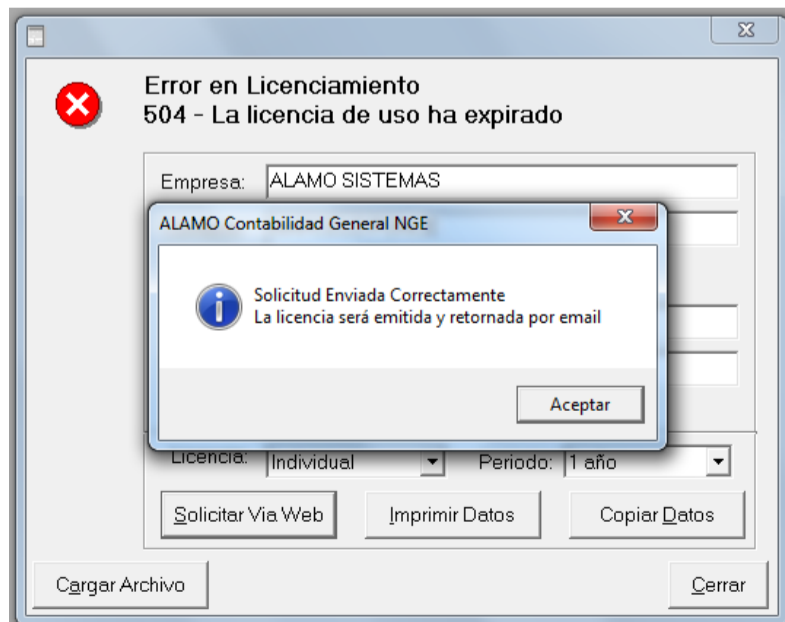 Error en Licenciamiento
504 - La licencia de uso ha expirado
Empresa: ALAMO SISTEMAS
ALAMO Contabilidad General NGE
Solicitud Enviada Correctamente
La licencia será emitida y retornada por email
Aceptar
Licencia: Individual Periodo: 1 año
Solicitar Via Web Imprimir Datos Copiar Datos
Cargar Archivo Cerrar